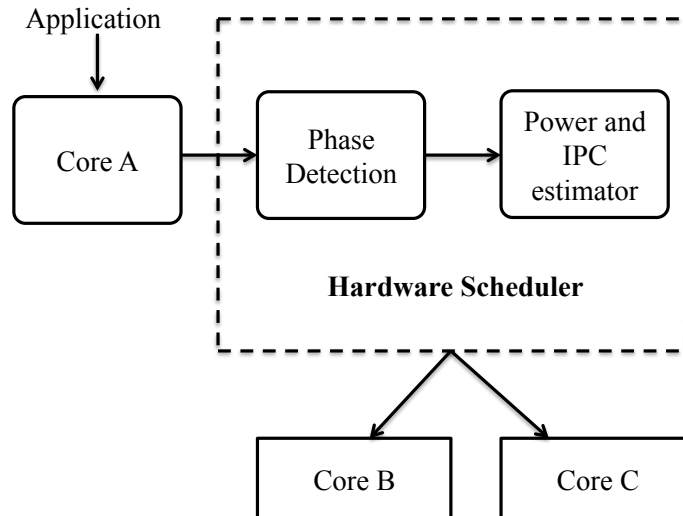 Application
Core A
Phase
Detection
Power and
IPC
estimator
Hardware Scheduler
Core B
Core C